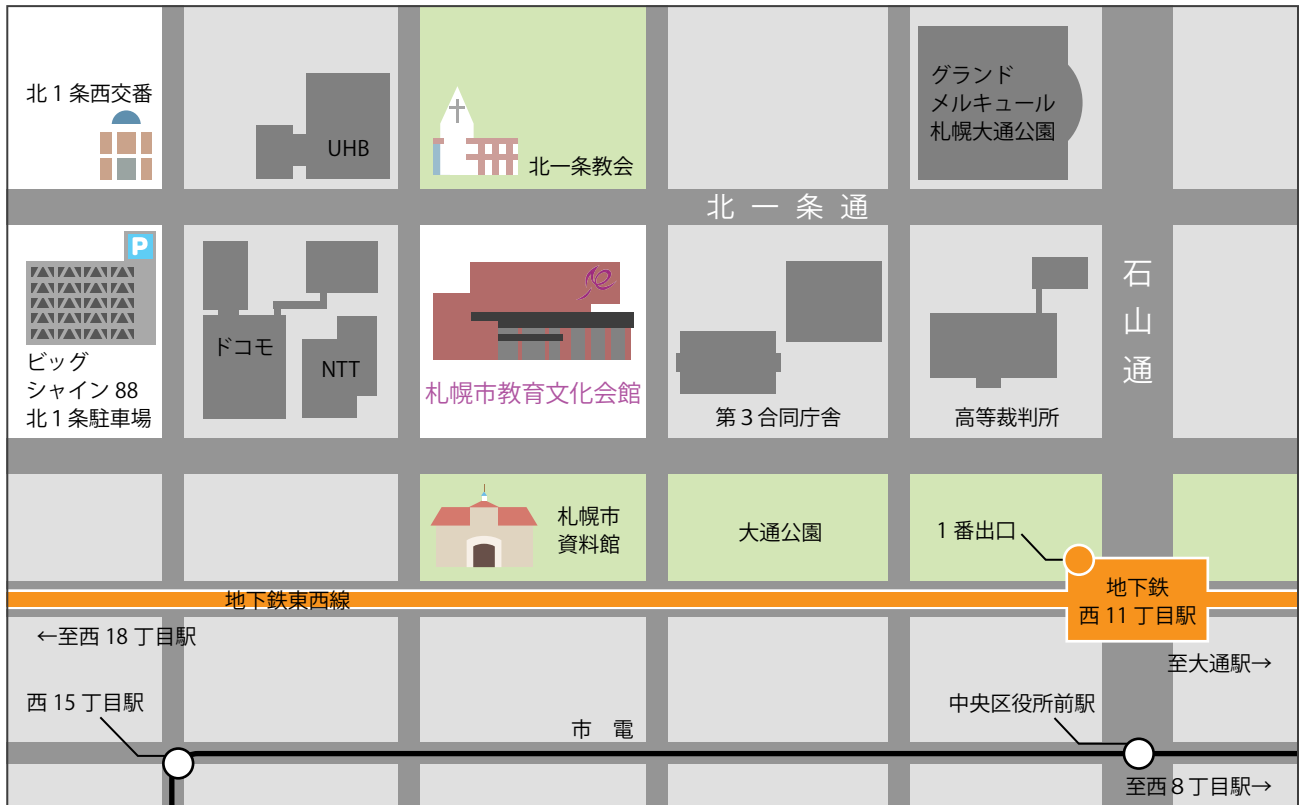 北1条西交番
UHB
北一条教会
グランド
メルキュール
札幌大通公園
北一条通
石山通
P
ビッグ
シャイン 88
北1条駐車場
ドコモ
NTT
札幌市教育文化会館
第3合同庁舎
高等裁判所
札幌市
資料館
大通公園
1番出口
地下鉄
西11丁目駅
地下鉄東西線
←至西18丁目駅
至大通駅→
西15丁目駅
市 電
中央区役所前駅
至西8丁目駅→